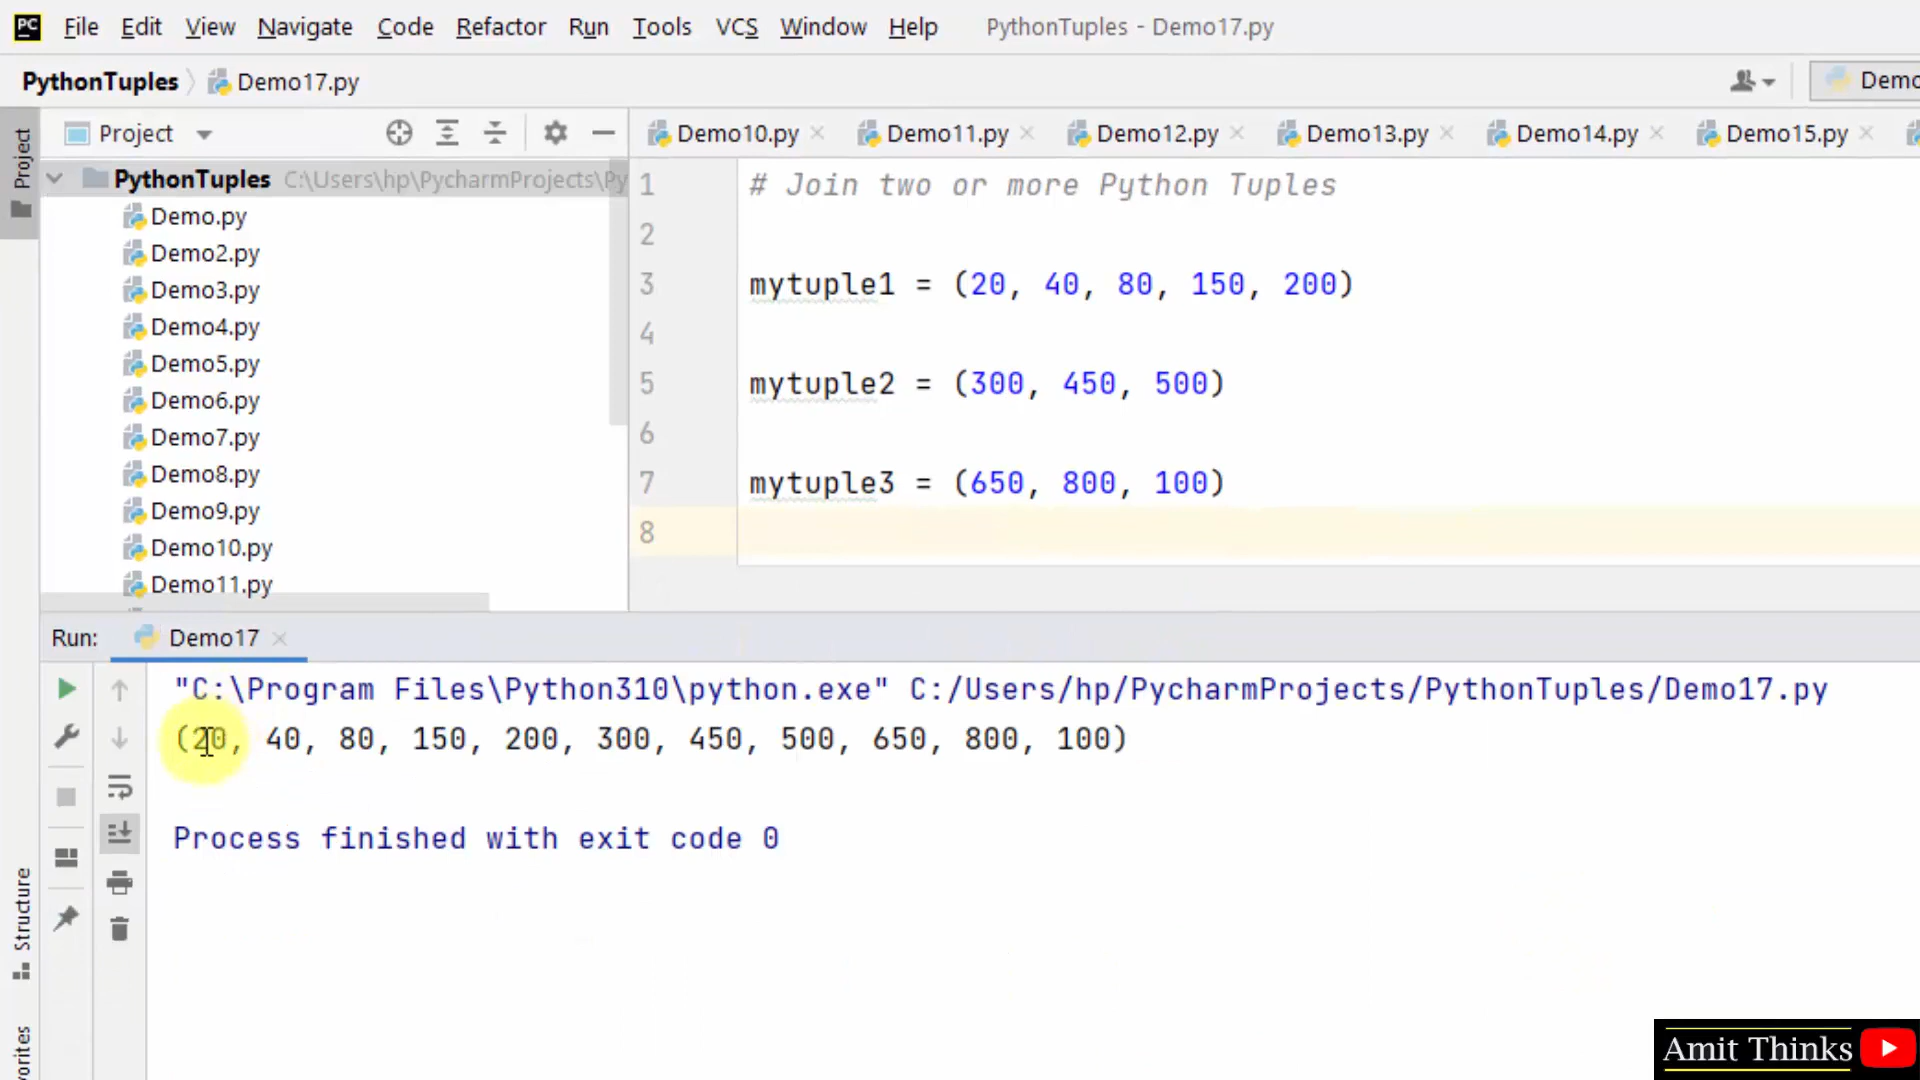 PC File Edit View Navigate Code Refactor Run Tools VCS Window Help PythonTuples - Demo17.py
PythonTuples Demo17.py Demo
Project Project Demo10.py Demo11.py Demo12.py Demo13.py Demo14.py Demo15.py
PythonTuples C:\Users\hp\PycharmProjects\Py
Demo.py
Demo2.py
Demo3.py
Demo4.py
Demo5.py
Demo6.py
Demo7.py
Demo8.py
Demo9.py
Demo10.py
Demo11.py
1 # Join two or more Python Tuples
2
3 mytuple1 = (20, 40, 80, 150, 200)
4
5 mytuple2 = (300, 450, 500)
6
7 mytuple3 = (650, 800, 100)
8
Run: Demo17
"C:\Program Files\Python310\python.exe" C:/Users/hp/PycharmProjects/PythonTuples/Demo17.py
(20, 40, 80, 150, 200, 300, 450, 500, 650, 800, 100)
Process finished with exit code 0
Structure
vorites
Amit Thinks